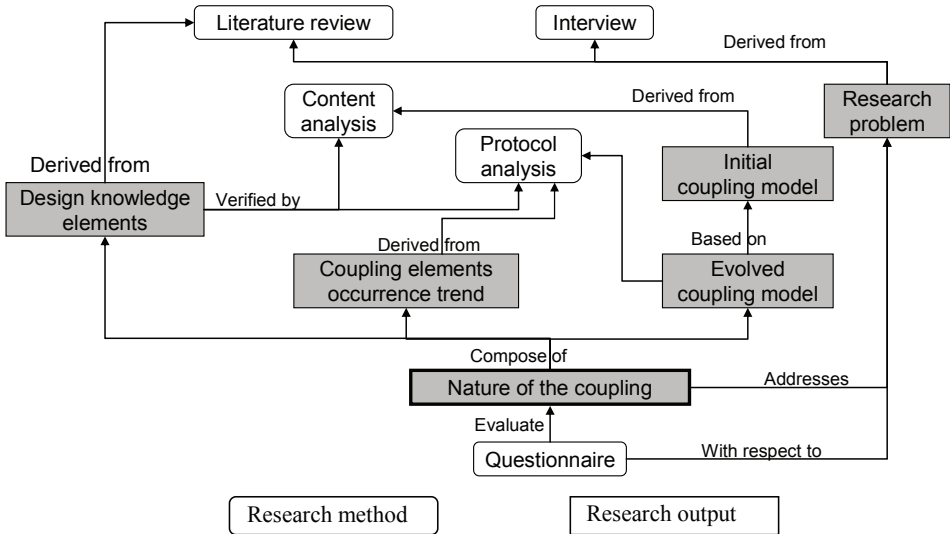 Literature review
Interview
Derived from
Content
analysis
Derived from
Research
problem
Protocol
analysis
Initial
coupling model
Derived from
Design knowledge
elements
Verified by
Derived from
Based on
Coupling elements
occurrence trend
Evolved
coupling model
Compose of
Nature of the coupling
Addresses
Evaluate
Questionnaire
With respect to
Research method
Research output